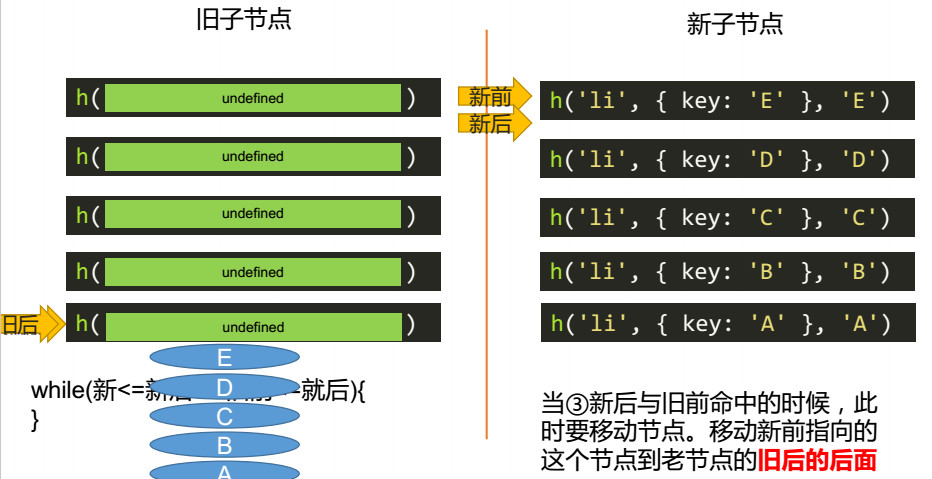 旧子节点
新子节点
h( undefined )
h( undefined )
h( undefined )
h( undefined )
旧后 h( undefined )
新前
新后
h('li', { key: 'E' }, 'E')
h('li', { key: 'D' }, 'D')
h('li', { key: 'C' }, 'C')
h('li', { key: 'B' }, 'B')
h('li', { key: 'A' }, 'A')
E
D
C
B
A
while(新<=新 =就后){
}
当③新后与旧前命中的时候，此
时要移动节点。移动新前指向的
这个节点到老节点的旧后的后面